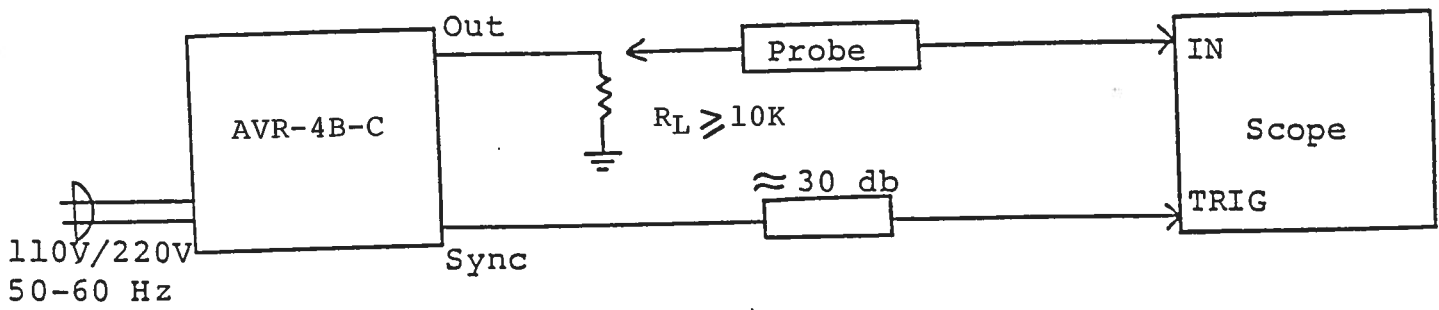 Out
Probe
IN
AVR-4B-C
R_L ≥ 10K
Scope
≈ 30 db
TRIG
110V/220V
50-60 Hz
Sync